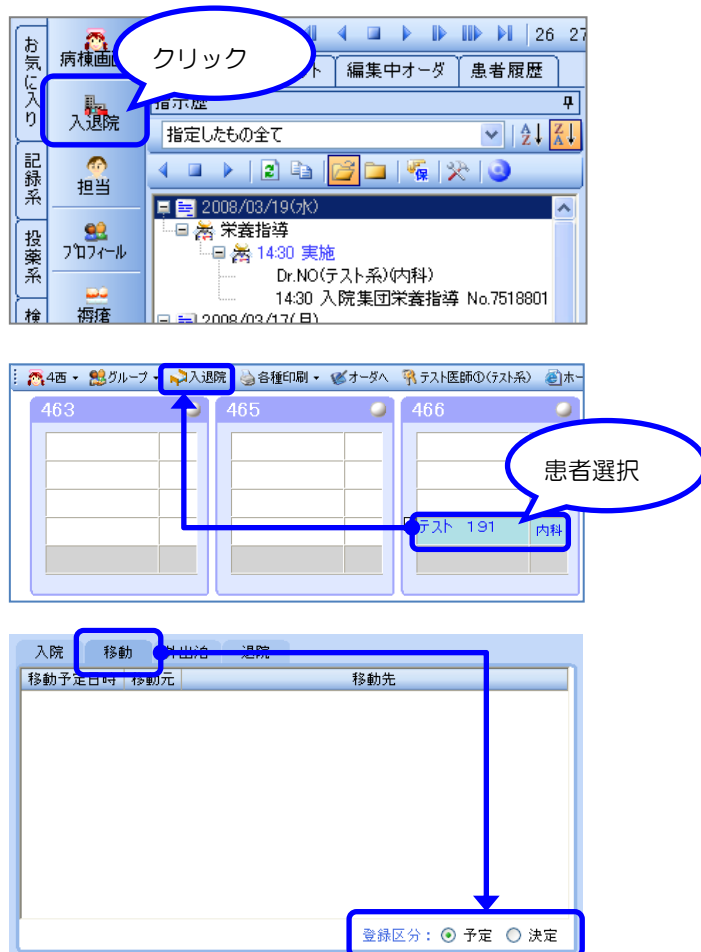 お気に入り
記録系
投薬系
検
病棟画
入退院
担当
プロフィール
褥瘡
クリック
26 27
ト
編集中オーダ
患者履歴
指示歴
指定したもの全て
2008/03/19(水)
栄養指導
14:30 実施
Dr.NO(テスト系)(内科)
14:30 入院集団栄養指導 No.7518801
2008/03/17(月)
4西 グループ 入退院 各種印刷 オーダへ テスト医師①(テスト系) ホー
463 465 466
患者選択
テスト 191 内科
入院 移動 外出泊 退院
移動予定日時 移動元 移動先
登録区分: 予定 決定